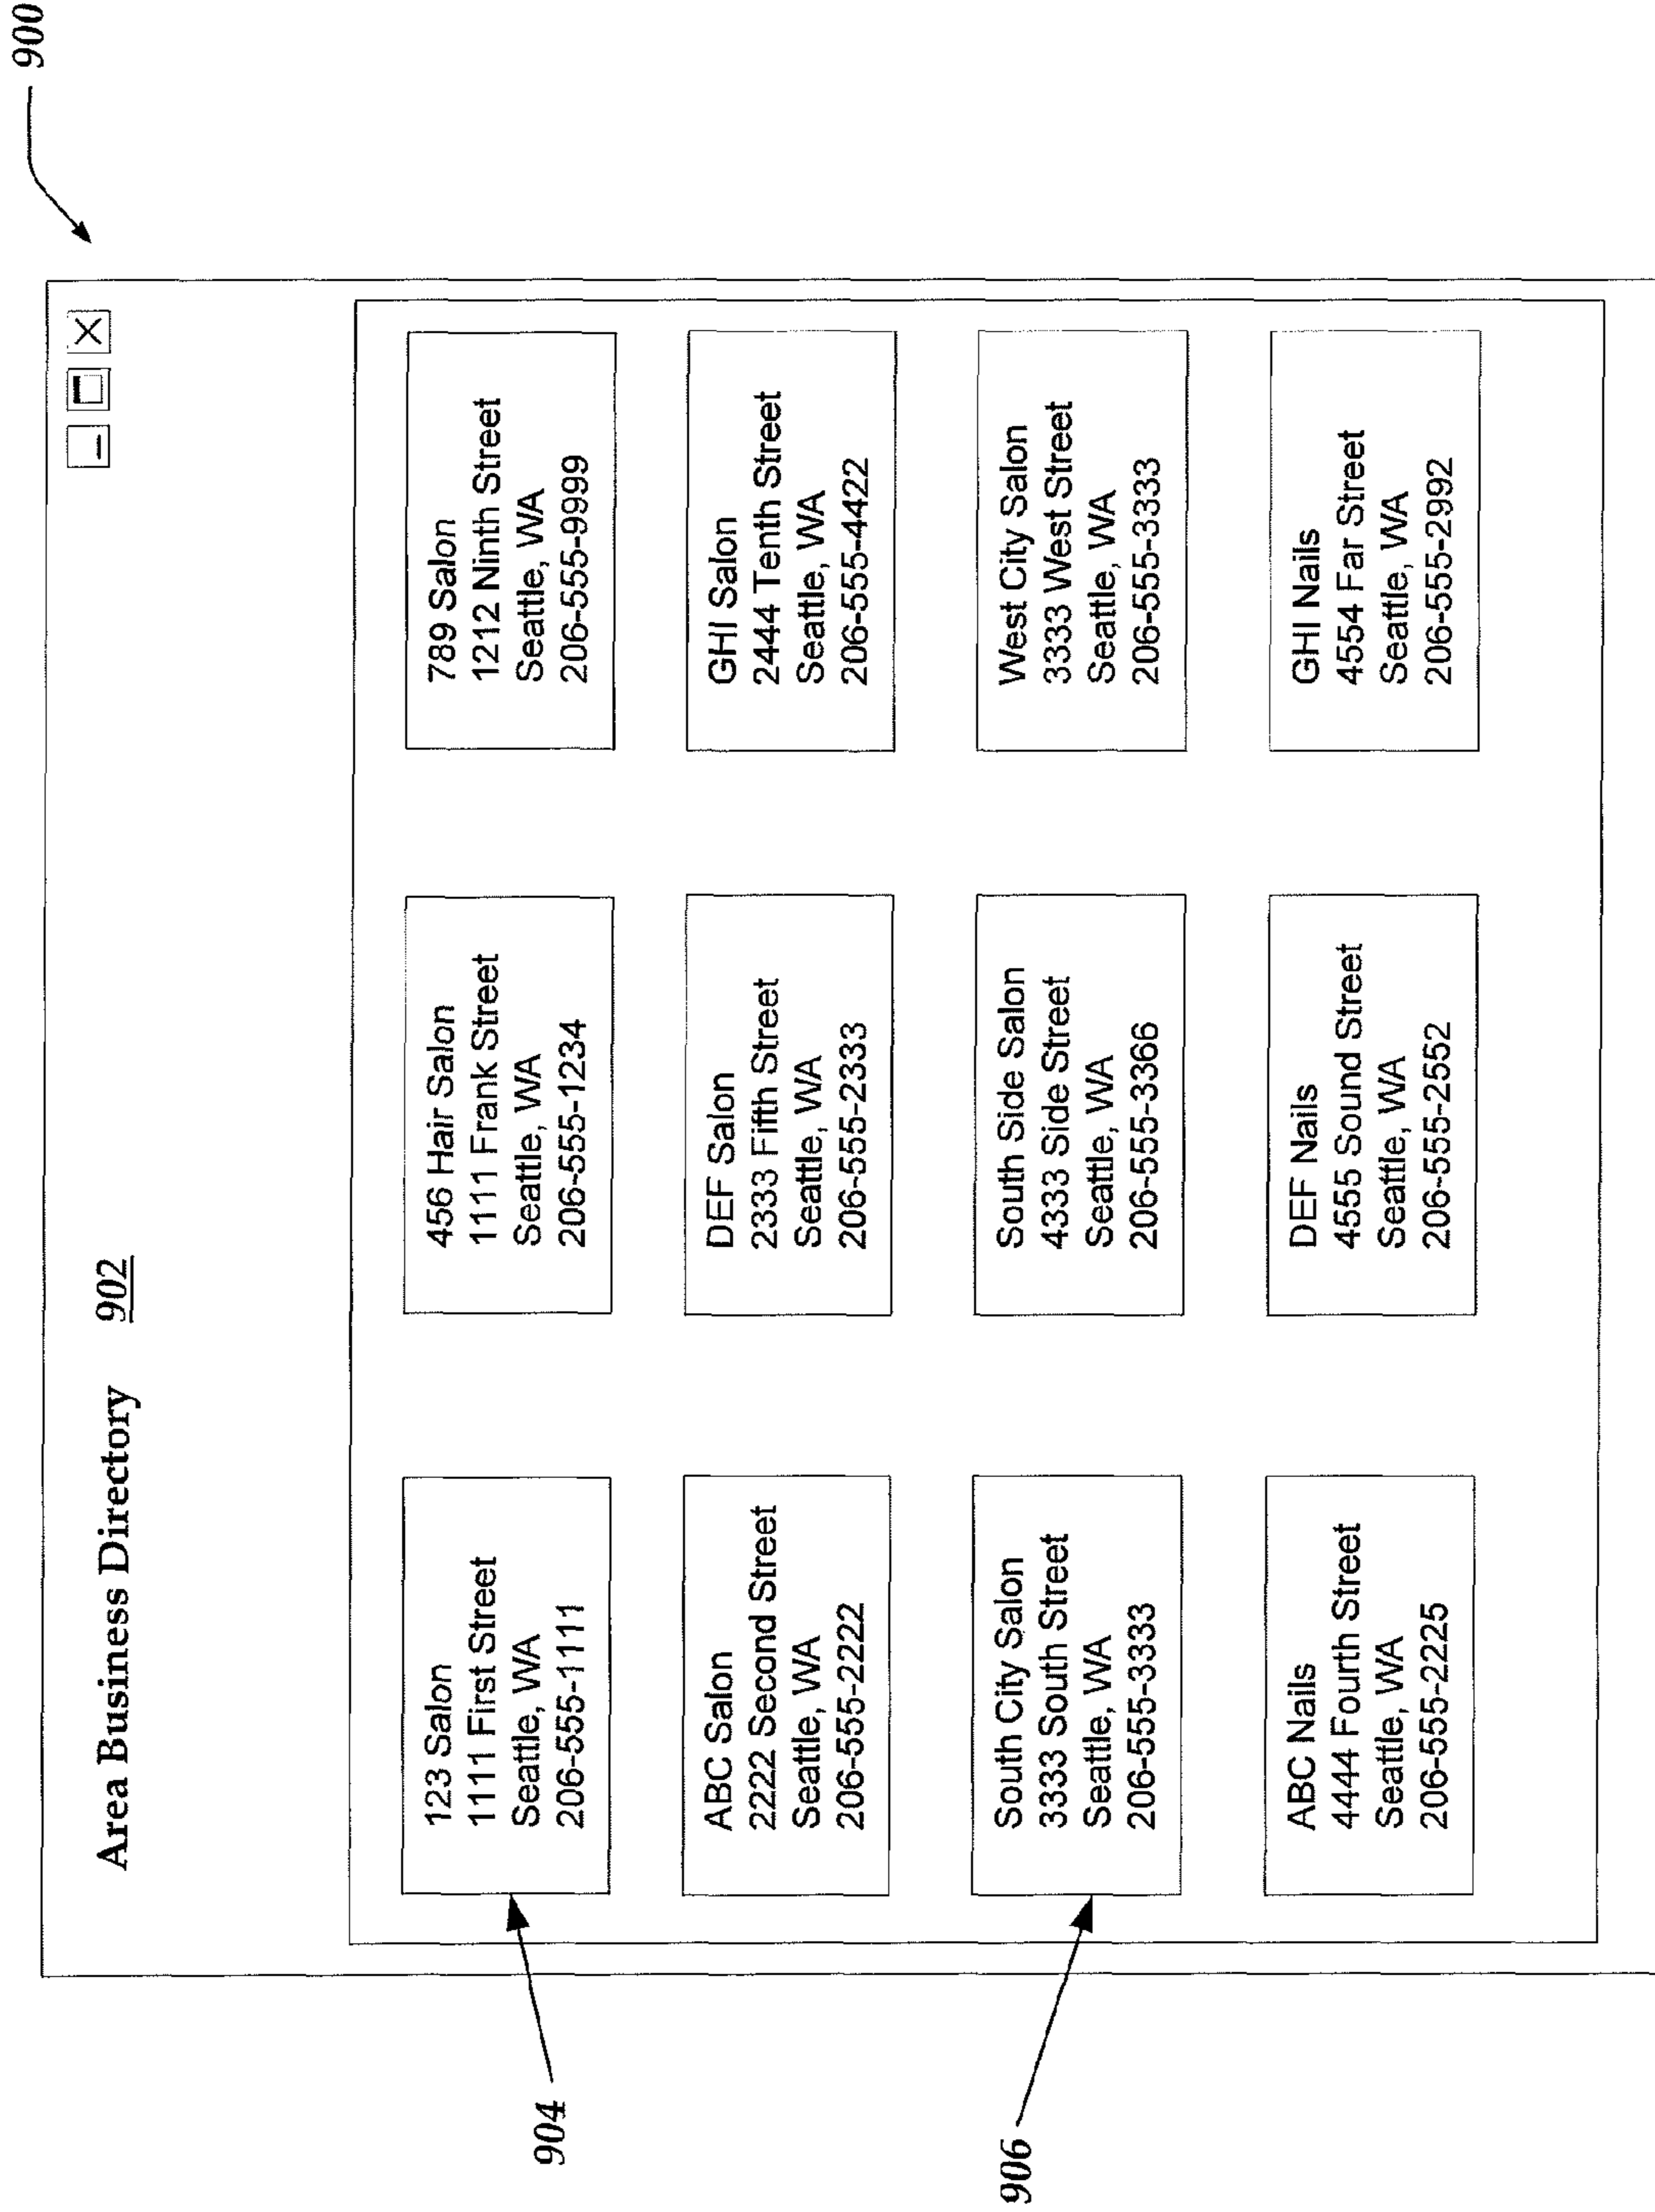 900
Area Business Directory 902
123 Salon
1111 First Street
Seattle, WA
206-555-1111
456 Hair Salon
1111 Frank Street
Seattle, WA
206-555-1234
789 Salon
1212 Ninth Street
Seattle, WA
206-555-9999
904
ABC Salon
2222 Second Street
Seattle, WA
206-555-2222
DEF Salon
2333 Fifth Street
Seattle, WA
206-555-2333
GHI Salon
2444 Tenth Street
Seattle, WA
206-555-4422
South City Salon
3333 South Street
Seattle, WA
206-555-3333
South Side Salon
4333 Side Street
Seattle, WA
206-555-3366
West City Salon
3333 West Street
Seattle, WA
206-555-3333
906
ABC Nails
4444 Fourth Street
Seattle, WA
206-555-2225
DEF Nails
4555 Sound Street
Seattle, WA
206-555-2552
GHI Nails
4554 Far Street
Seattle, WA
206-555-2992